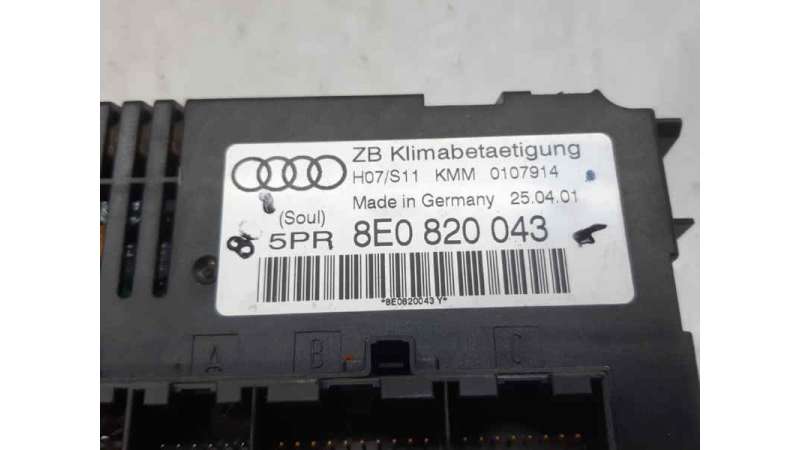 ZB Klimabetaetigung
H07/S11 KMM 0107914
Made in Germany 25.04.01
(Soul)
5PR 8E0 820 043
*8E0820043 Y*
A B C